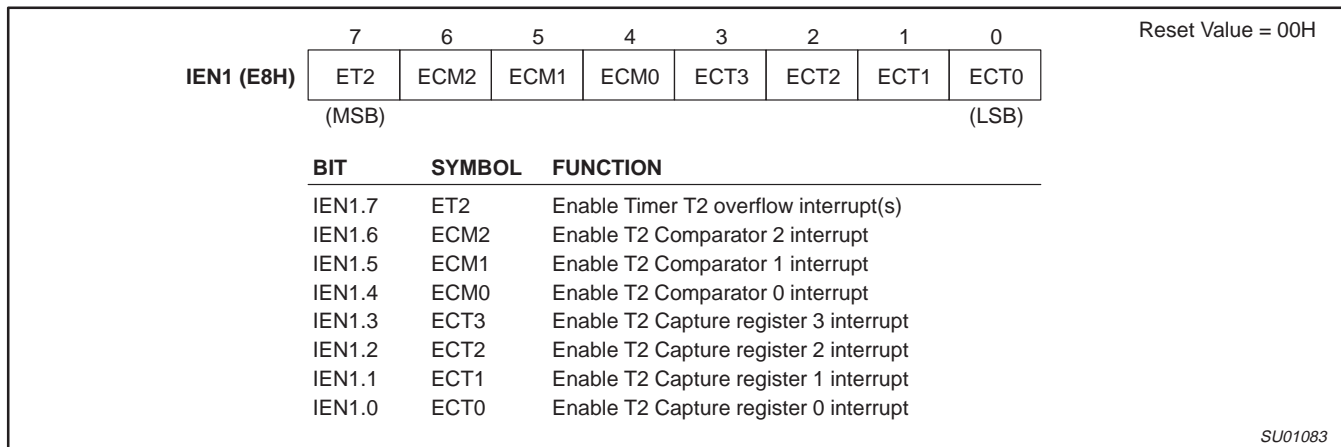 7 6 5 4 3 2 1 0 Reset Value = 00H
IEN1 (E8H) ET2 ECM2 ECM1 ECM0 ECT3 ECT2 ECT1 ECT0
(MSB) (LSB)
BIT SYMBOL FUNCTION
IEN1.7 ET2 Enable Timer T2 overflow interrupt(s)
IEN1.6 ECM2 Enable T2 Comparator 2 interrupt
IEN1.5 ECM1 Enable T2 Comparator 1 interrupt
IEN1.4 ECM0 Enable T2 Comparator 0 interrupt
IEN1.3 ECT3 Enable T2 Capture register 3 interrupt
IEN1.2 ECT2 Enable T2 Capture register 2 interrupt
IEN1.1 ECT1 Enable T2 Capture register 1 interrupt
IEN1.0 ECT0 Enable T2 Capture register 0 interrupt
SU01083